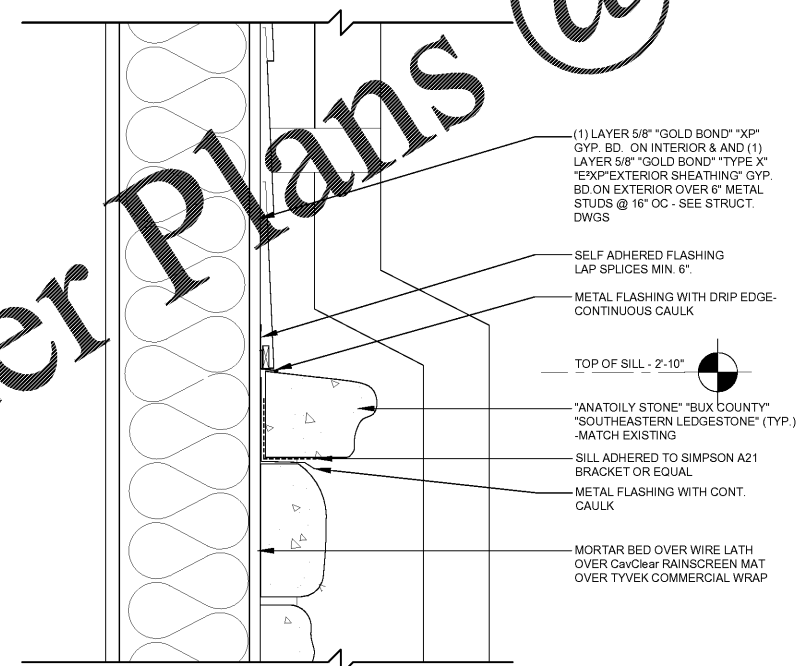 er Plans @
(1) LAYER 5/8" "GOLD BOND" "XP"
GYP. BD. ON INTERIOR & AND (1)
LAYER 5/8" "GOLD BOND" "TYPE X"
"E²XP"EXTERIOR SHEATHING" GYP.
BD.ON EXTERIOR OVER 6" METAL
STUDS @ 16" OC - SEE STRUCT.
DWGS
SELF ADHERED FLASHING
LAP SPLICES MIN. 6".
METAL FLASHING WITH DRIP EDGE-
CONTINUOUS CAULK
TOP OF SILL - 2'-10"
"ANATOILY STONE" "BUX COUNTY"
"SOUTHEASTERN LEDGESTONE" (TYP.)
-MATCH EXISTING
SILL ADHERED TO SIMPSON A21
BRACKET OR EQUAL
METAL FLASHING WITH CONT.
CAULK
MORTAR BED OVER WIRE LATH
OVER CavClear RAINSCREEN MAT
OVER TYVEK COMMERCIAL WRAP